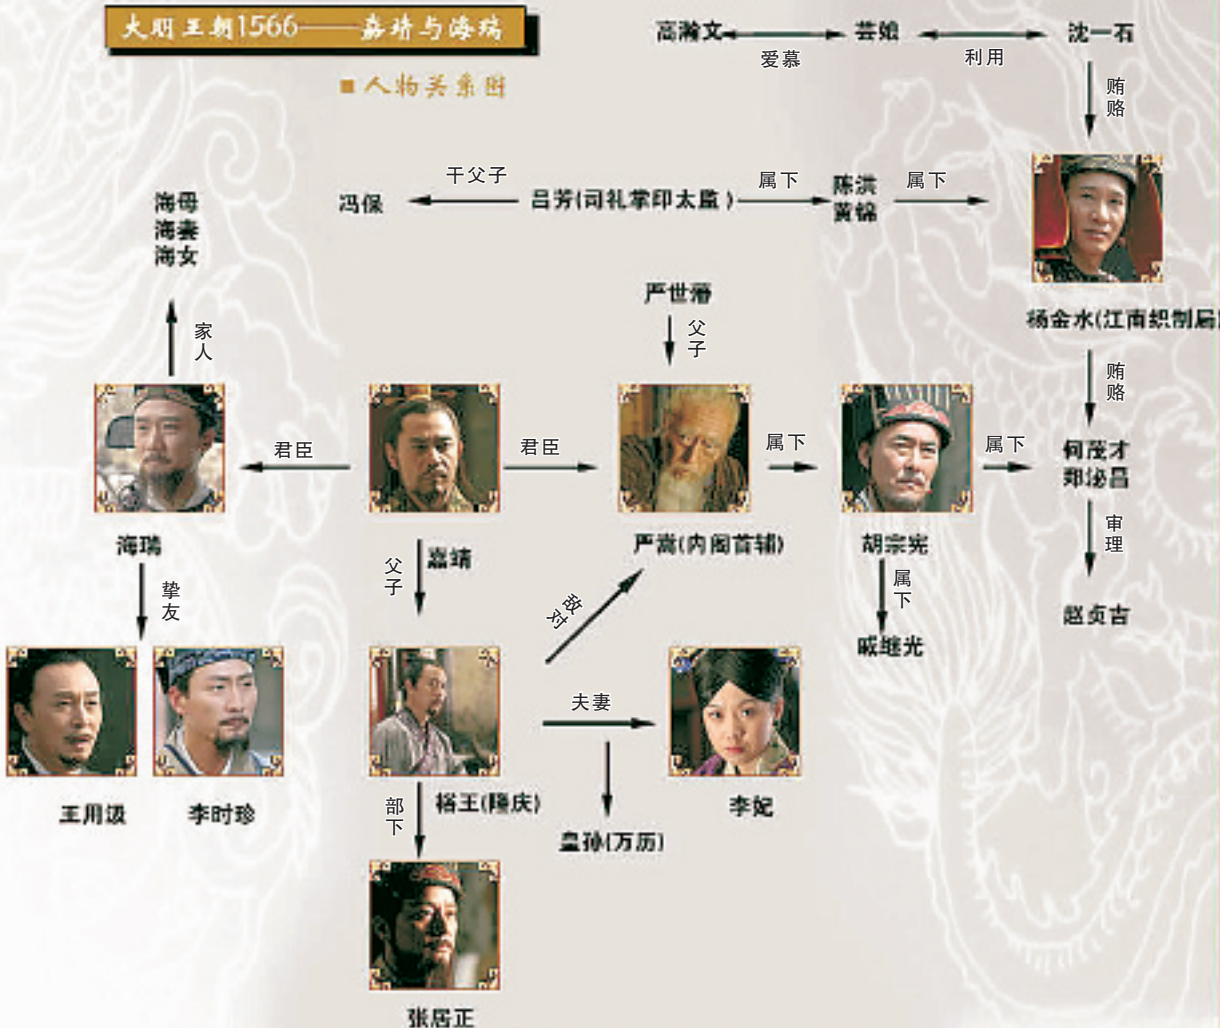 大明王朝1566——嘉靖与海瑞
■人物关系图
高瀚文
爱慕
芸娘
利用
沈一石
贿赂
海母
海妻
海女
冯保
干父子
吕芳(司礼掌印太监)
属下
陈洪
黄锦
属下
杨金水(江南织制局
严世蕃
父子
家人
贿赂
君臣
君臣
属下
属下
何茂才
郑泌昌
海瑞
嘉靖
严嵩(内阁首辅)
胡宗宪
审理
挚友
父子
敌对
属下
戚继光
赵贞吉
夫妻
王用汲
李时珍
裕王(隆庆)
李妃
部下
皇孙(万历)
张居正